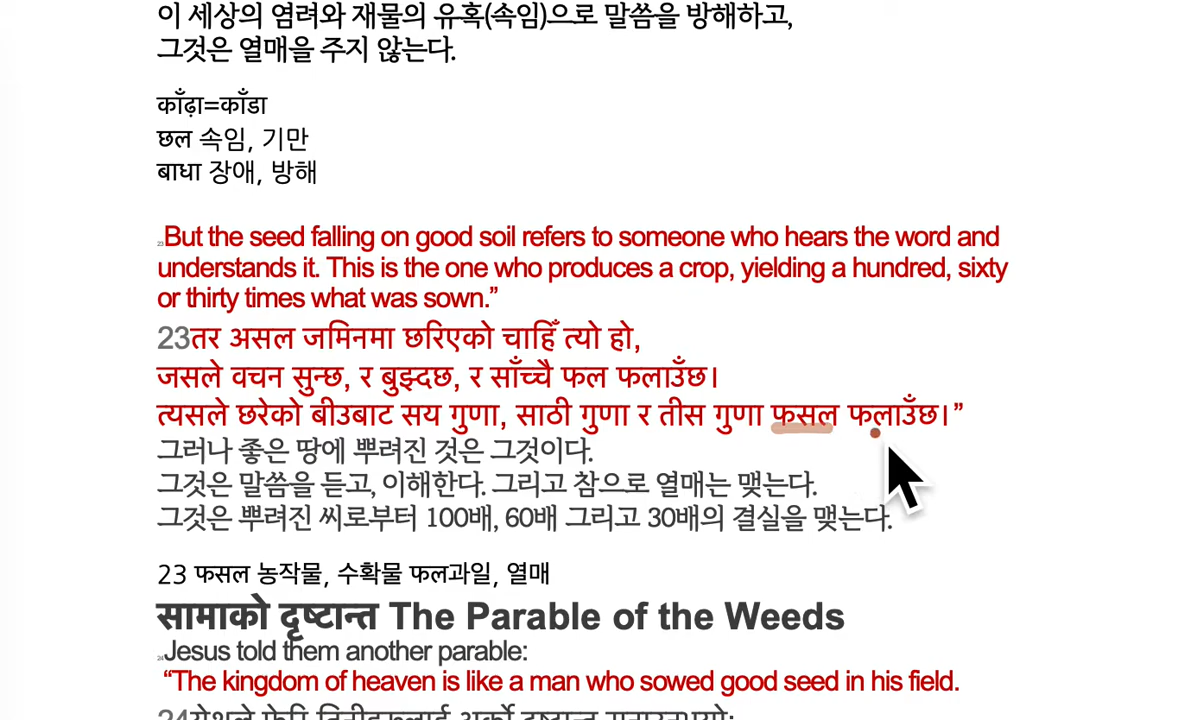 이 세상의 염려와 재물의 유혹(속임)으로 말씀을 방해하고,
그것은 열매을 주지 않는다.
काँढ़ा=काँडा
छल 속임, 기만
बाधा 장애, 방해
23 But the seed falling on good soil refers to someone who hears the word and
understands it. This is the one who produces a crop, yielding a hundred, sixty
or thirty times what was sown.”
23तर असल जमिनमा छरिएको चाहिँ त्यो हो,
जसले वचन सुन्छ, र बुझ्दछ, र साँच्चै फल फलाउँछ।
त्यसले छरेको बीउबाट सय गुणा, साठी गुणा र तीस गुणा फसल फलाउँछ।”
그러나 좋은 땅에 뿌려진 것은 그것이다.
그것은 말씀을 듣고, 이해한다. 그리고 참으로 열매는 맺는다.
그것은 뿌려진 씨로부터 100배, 60배 그리고 30배의 결실을 맺는다.
23 फसल 농작물, 수확물 फल과일, 열매
सामाको दृष्टान्त The Parable of the Weeds
24 Jesus told them another parable:
“The kingdom of heaven is like a man who sowed good seed in his field.